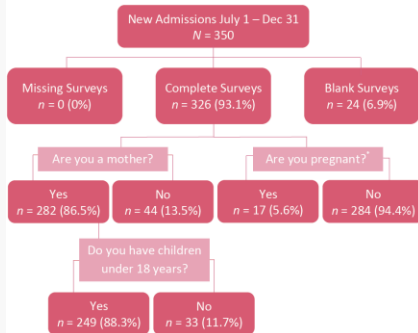 New Admissions July 1 – Dec 31
N = 350
Missing Surveys
n = 0 (0%)
Complete Surveys
n = 326 (93.1%)
Blank Surveys
n = 24 (6.9%)
Are you a mother?
Are you pregnant?*
Yes
n = 282 (86.5%)
No
n = 44 (13.5%)
Yes
n = 17 (5.6%)
No
n = 284 (94.4%)
Do you have children
under 18 years?
Yes
n = 249 (88.3%)
No
n = 33 (11.7%)